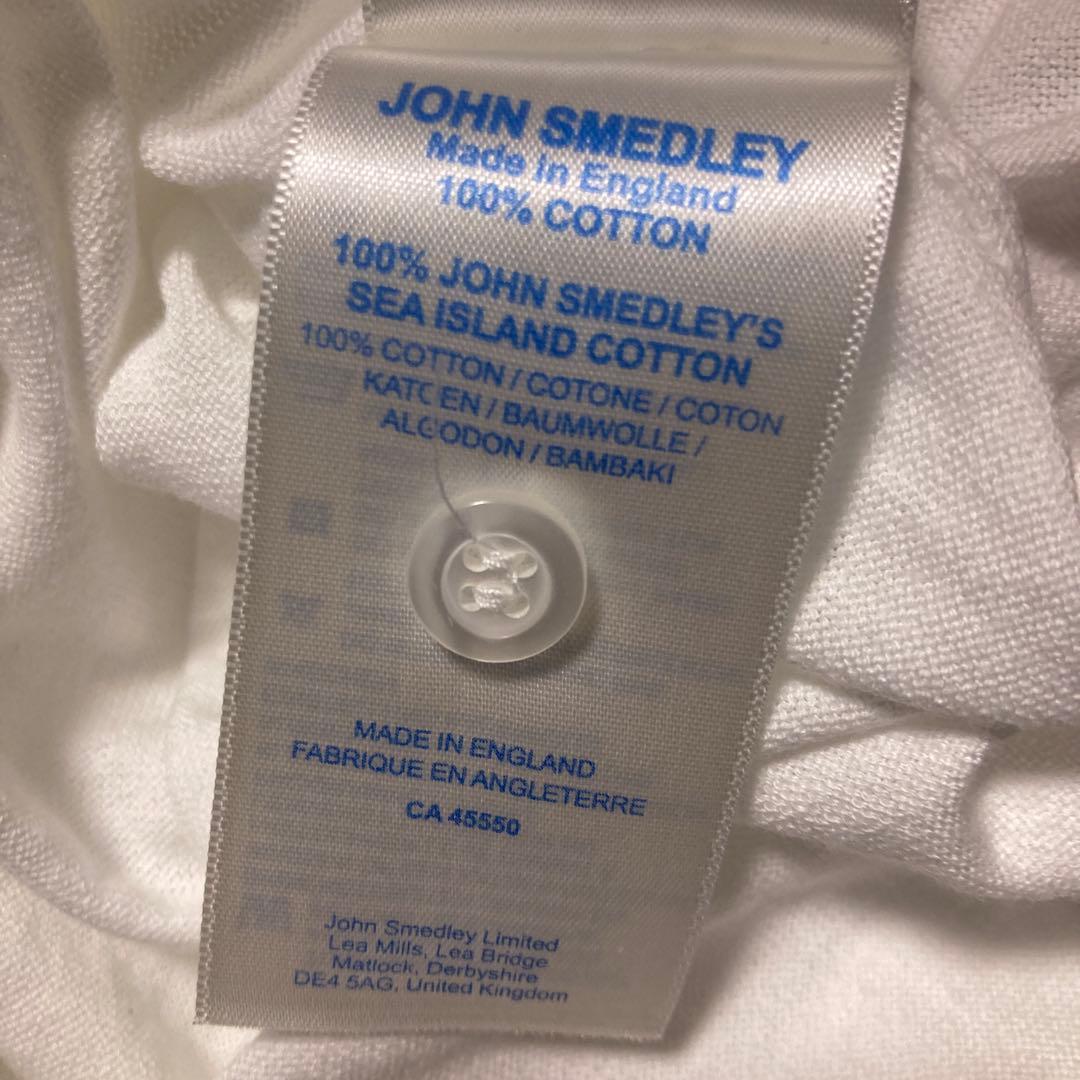 JOHN SMEDLEY
Made in England
100% COTTON
100% JOHN SMEDLEY'S
SEA ISLAND COTTON
100% COTTON / COTONE / COTON
KATOEN / BAUMWOLLE /
ALGODON / BAMBAKI
MADE IN ENGLAND
FABRIQUE EN ANGLETERRE
CA 45550
John Smedley Limited
Lea Mills, Lea Bridge
Matlock, Derbyshire
DE4 5AG, United Kingdom